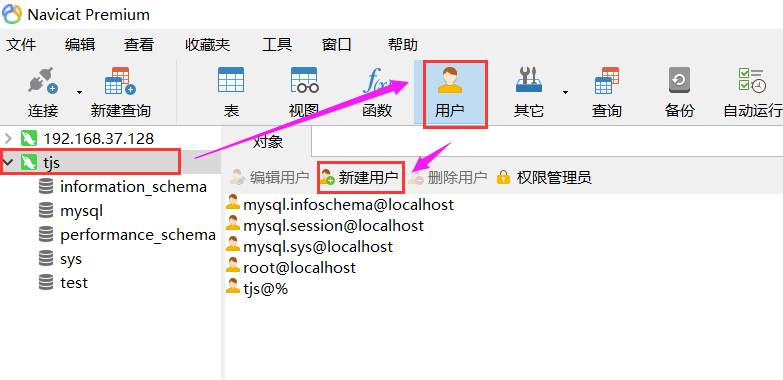 Navicat Premium
文件 编辑 查看 收藏夹 工具 窗口 帮助
连接 新建查询 表 视图 函数 用户 其它 查询 备份 自动运行
192.168.37.128
tjs
information_schema
mysql
performance_schema
sys
test
对象
编辑用户 新建用户 删除用户 权限管理员
mysql.infoschema@localhost
mysql.session@localhost
mysql.sys@localhost
root@localhost
tjs@%